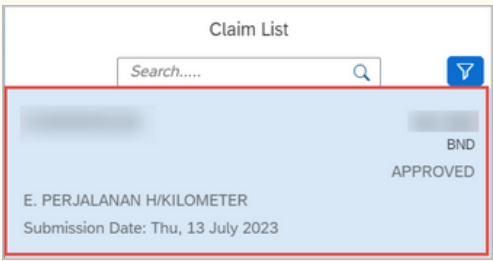 Claim List
Search.....
BND
APPROVED
E. PERJALANAN H/KILOMETER
Submission Date: Thu, 13 July 2023